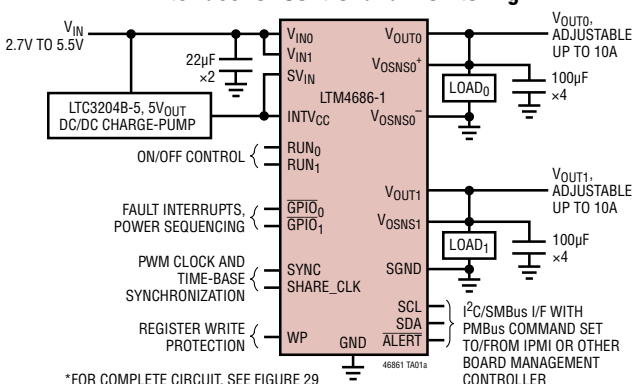 VIN
2.7V TO 5.5V
22µF
×2
LTC3204B-5, 5VOUT
DC/DC CHARGE-PUMP
ON/OFF CONTROL
FAULT INTERRUPTS,
POWER SEQUENCING
PWM CLOCK AND
TIME-BASE
SYNCHRONIZATION
REGISTER WRITE
PROTECTION
VIN0
VIN1
SVIN
INTVCC
RUN0
RUN1
GPIO0
GPIO1
SYNC
SHARE_CLK
WP
LTM4686-1
GND
VOUT0
VOSNS0+
VOSNS0−
VOUT1
VOSNS1
SGND
SCL
SDA
ALERT
LOAD0
LOAD1
VOUT0,
ADJUSTABLE
UP TO 10A
100µF
×4
VOUT1,
ADJUSTABLE
UP TO 10A
100µF
×4
I2C/SMBus I/F WITH
PMBus COMMAND SET
TO/FROM IPMI OR OTHER
BOARD MANAGEMENT
CONTROLLER
46861 TA01a
*FOR COMPLETE CIRCUIT, SEE FIGURE 29